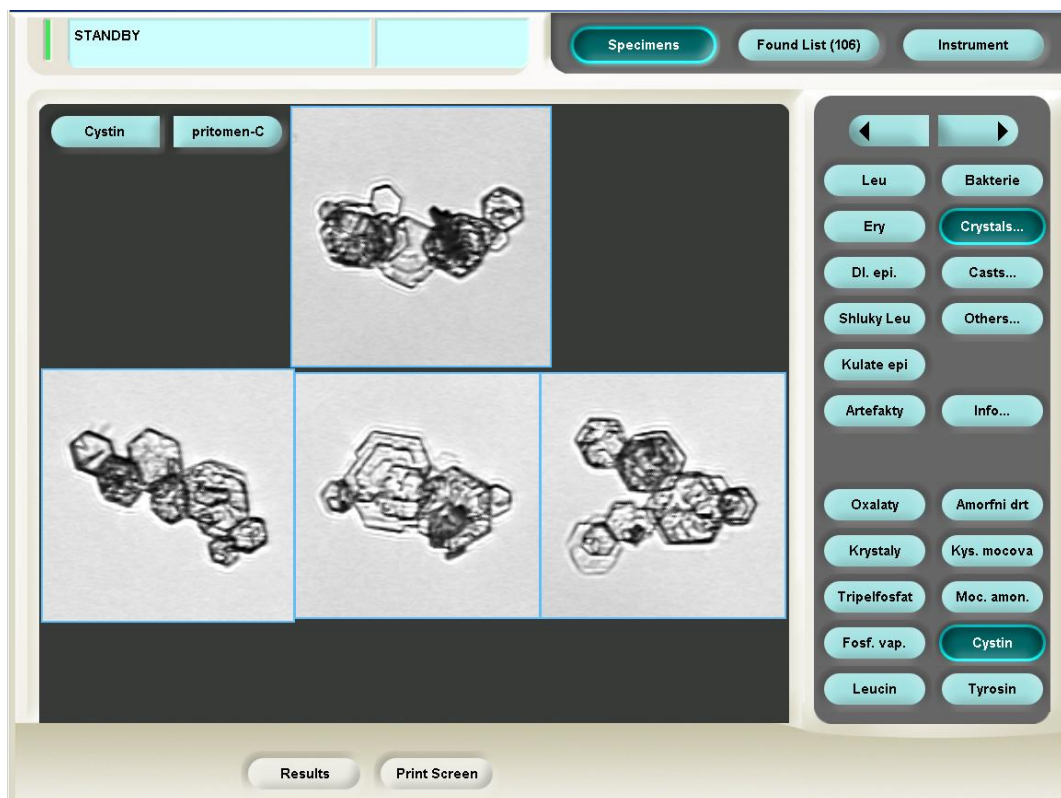 STANDBY
Specimens
Found List (106)
Instrument
Cystin
pritomen-C
Leu
Bakterie
Ery
Crystals...
Dl. epi.
Casts...
Shluky Leu
Others...
Kulate epi
Artefakty
Info...
Oxalaty
Amorfni drt
Krystaly
Kys. mocova
Tripelfosfat
Moc. amon.
Fosf. vap.
Cystin
Leucin
Tyrosin
Results
Print Screen